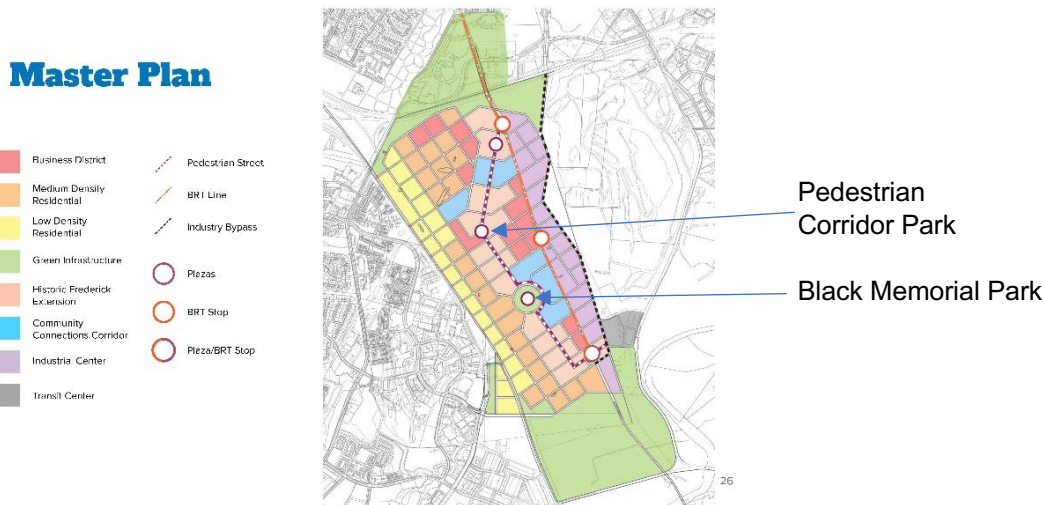 Master Plan
Business District
Medium Density
Residential
Low Density
Residential
Green Infrastructure
Historic Frederick
Extension
Community
Connections Corridor
Industrial Center
Transit Center
Pedestrian Street
BRT Line
Industry Bypass
Plazas
BRT Stop
Plaza/BRT Stop
Pedestrian
Corridor Park
Black Memorial Park
26